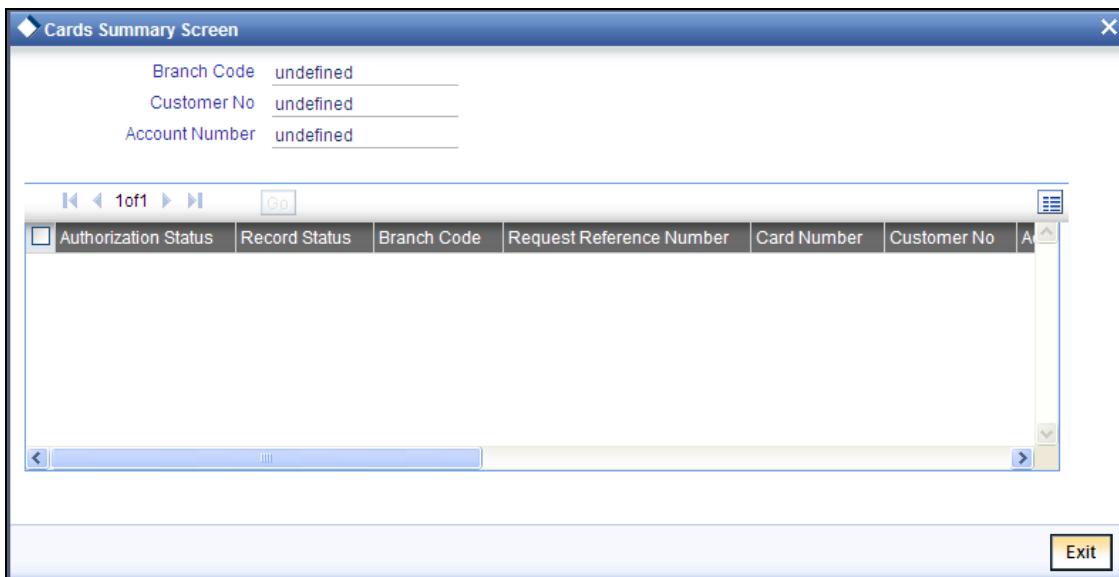 Cards Summary Screen
Branch Code undefined
Customer No undefined
Account Number undefined
1of1 Go
Authorization Status Record Status Branch Code Request Reference Number Card Number Customer No
Exit